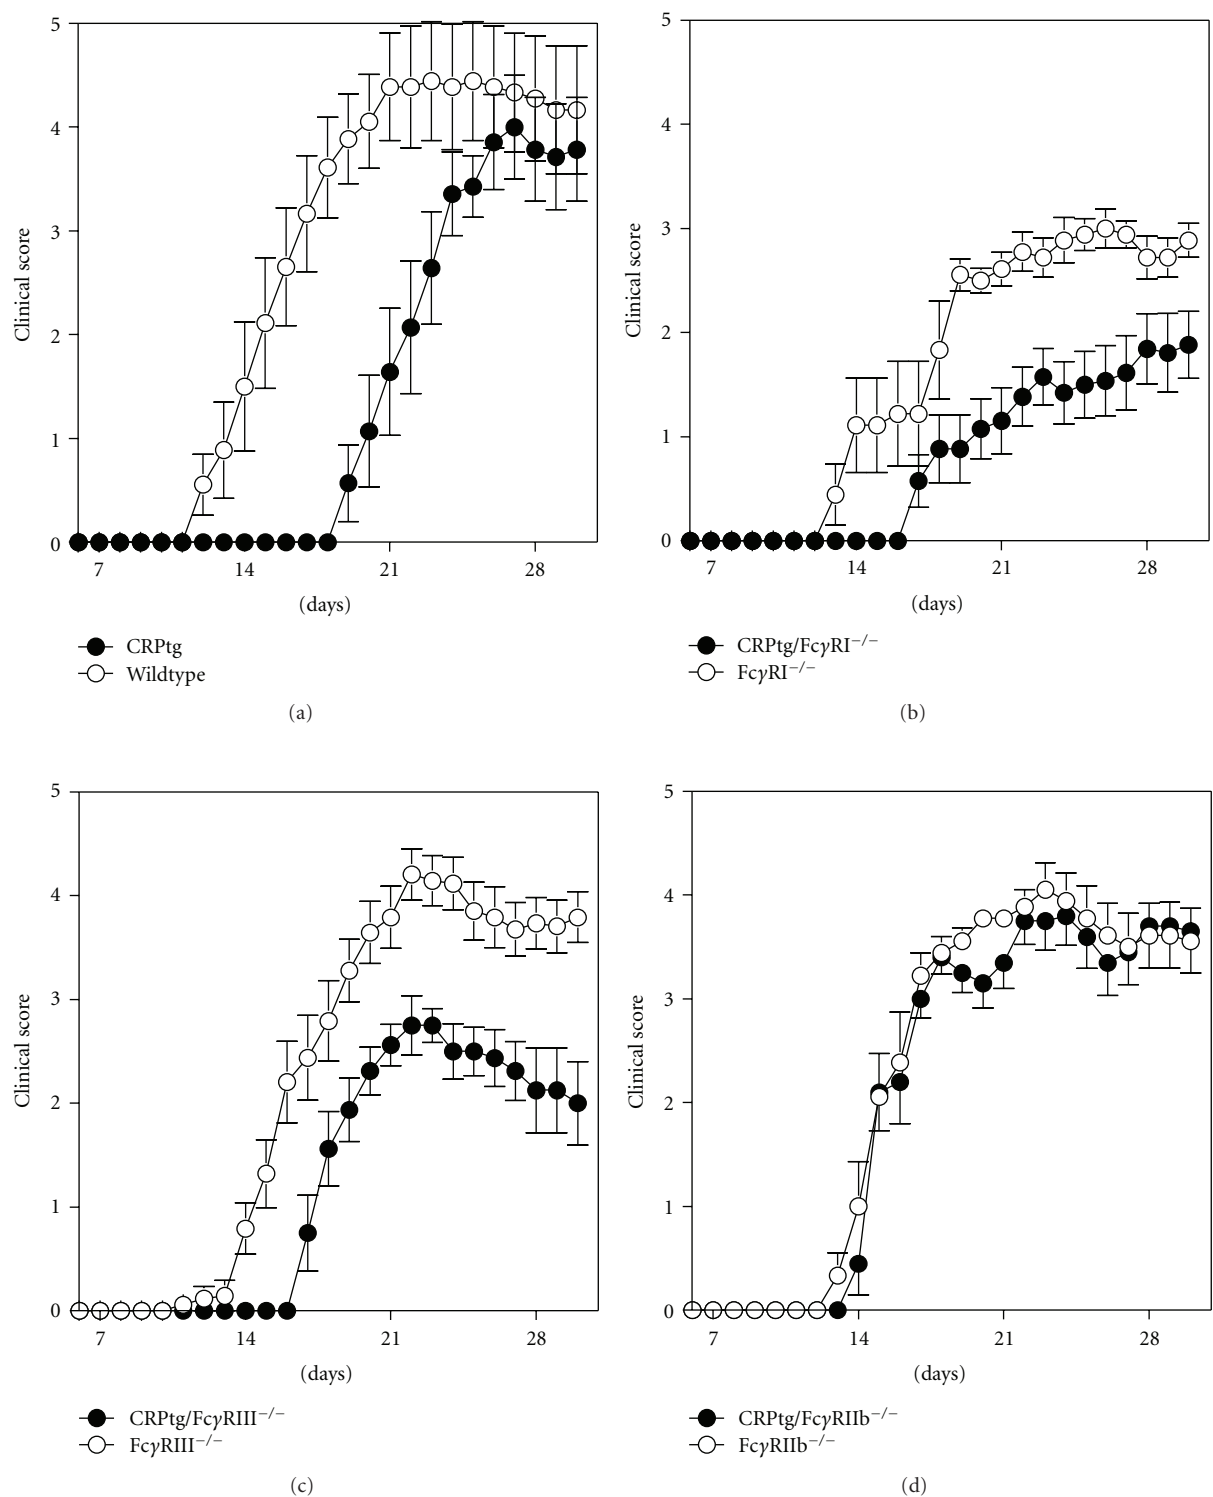 5
4
3
2
1
0
Clinical score
7 14 21 28
(days)
CRPtg
Wildtype
(a)
5
4
3
2
1
0
Clinical score
7 14 21 28
(days)
CRPtg/FcγRI−/−
FcγRI−/−
(b)
5
4
3
2
1
0
Clinical score
7 14 21 28
(days)
CRPtg/FcγRIII−/−
FcγRIII−/−
(c)
5
4
3
2
1
0
Clinical score
7 14 21 28
(days)
CRPtg/FcγRIIb−/−
FcγRIIb−/−
(d)